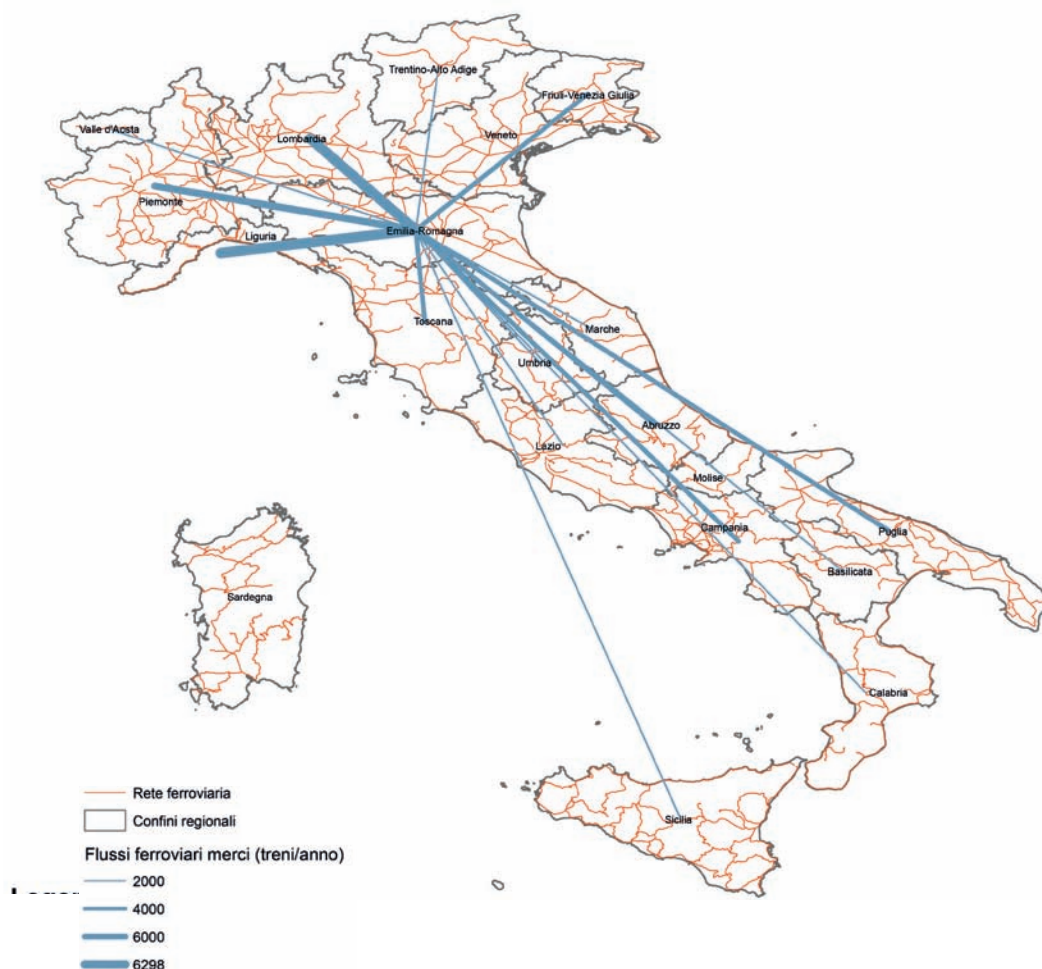 Trentino-Alto Adige
Friuli-Venezia Giulia
Valle d'Aosta
Lombardia
Veneto
Piemonte
Liguria
Emilia-Romagna
Toscana
Marche
Umbria
Abruzzo
Lazio
Molise
Campania
Puglia
Basilicata
Sardegna
Calabria
Sicilia
Rete ferroviaria
Confini regionali
Flussi ferroviari merci (treni/anno)
2000
4000
6000
6298